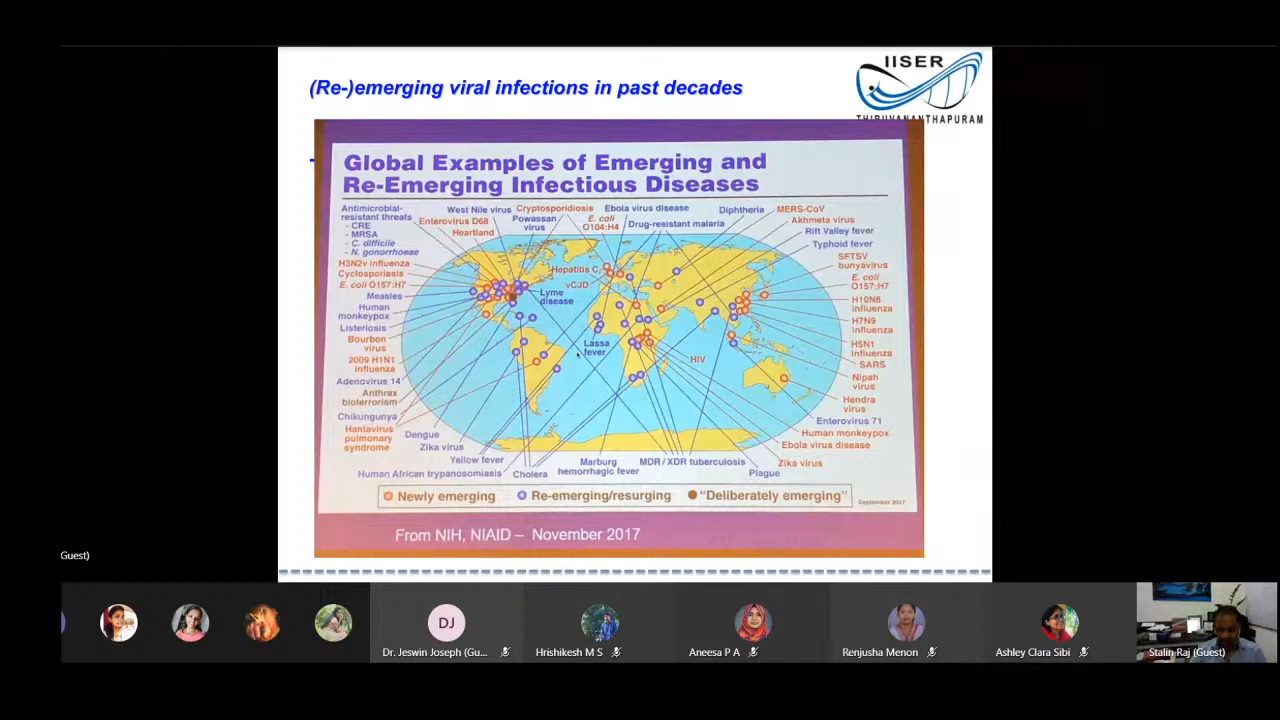 (Re-)emerging viral infections in past decades
IISER
THIRUVANANTHAPURAM
Global Examples of Emerging and
Re-Emerging Infectious Diseases
Antimicrobial-
resistant threats
- CRE
- MRSA
- C. difficile
- N. gonorrhoeae
H3N2v influenza
Cyclosporiasis
E. coli O157:H7
Measles
Human
monkeypox
Listeriosis
Bourbon
virus
2009 H1N1
influenza
Adenovirus 14
Anthrax
bioterrorism
Chikungunya
Hantavirus
pulmonary
syndrome
West Nile virus
Enterovirus D68
Heartland
Powassan
virus
Cryptosporidiosis
E. coli
O104:H4
Ebola virus disease
Drug-resistant malaria
Diphtheria
MERS-CoV
Akhmeta virus
Rift Valley fever
Typhoid fever
SFTSV
bunyavirus
E. coli
O157:H7
H10N8
influenza
H7N9
influenza
H5N1
influenza
SARS
Nipah
virus
Hendra
virus
Enterovirus 71
Human monkeypox
Ebola virus disease
Zika virus
Plague
Hepatitis C
vCJD
Lyme
disease
Lassa
fever
HIV
Dengue
Zika virus
Yellow fever
Human African trypanosomiasis
Cholera
Marburg
hemorrhagic fever
MDR / XDR tuberculosis
Newly emerging
Re-emerging/resurging
"Deliberately emerging"
September 2017
From NIH, NIAID – November 2017
Guest)
DJ
Dr. Jeswin Joseph (Gu...
Hrishikesh M S
Aneesa P A
Renjusha Menon
Ashley Clara Sibi
Stalin Raj (Guest)